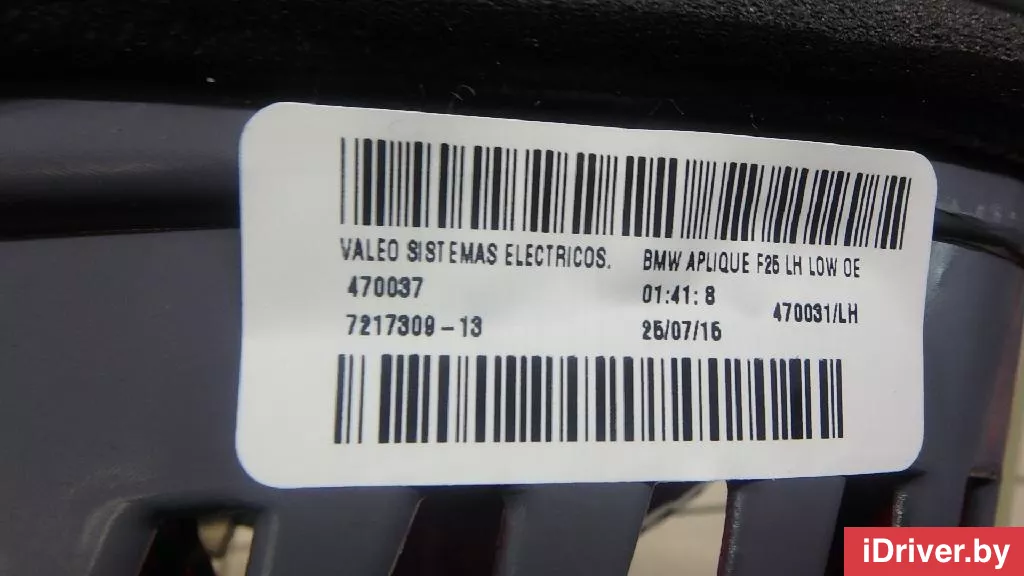 VALEO SISTEMAS ELECTRICOS. BMW APLIQUE F25 LH LOW OE
470037 01:41:8 470031/LH
7217309-13 25/07/15
iDriver.by